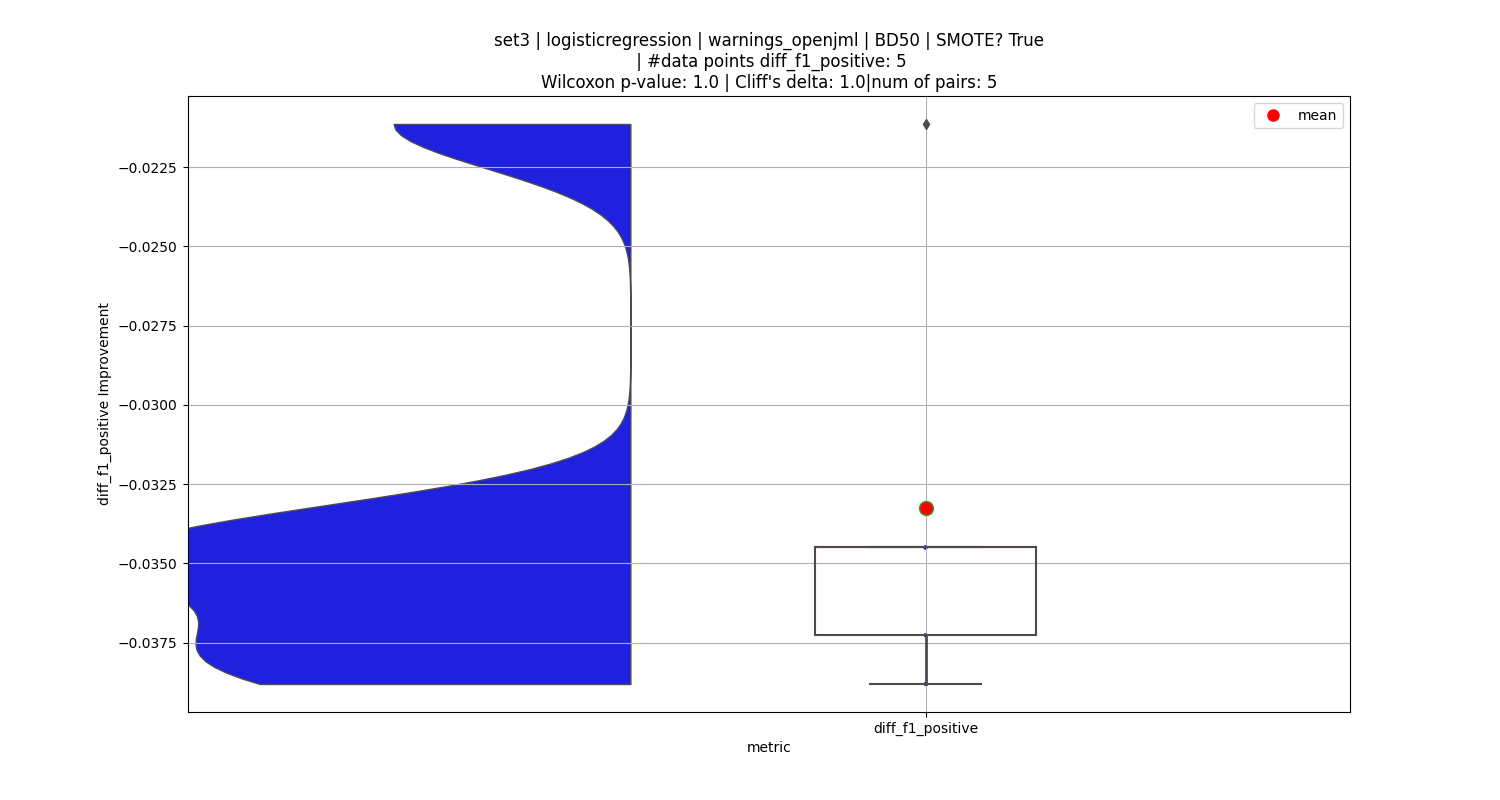 set3 | logisticregression | warnings_openjml | BD50 | SMOTE? True
| #data points diff_f1_positive: 5
Wilcoxon p-value: 1.0 | Cliff's delta: 1.0|num of pairs: 5
mean
−0.0225
−0.0250
−0.0275
−0.0300
−0.0325
−0.0350
−0.0375
diff_f1_positive Improvement
diff_f1_positive
metric